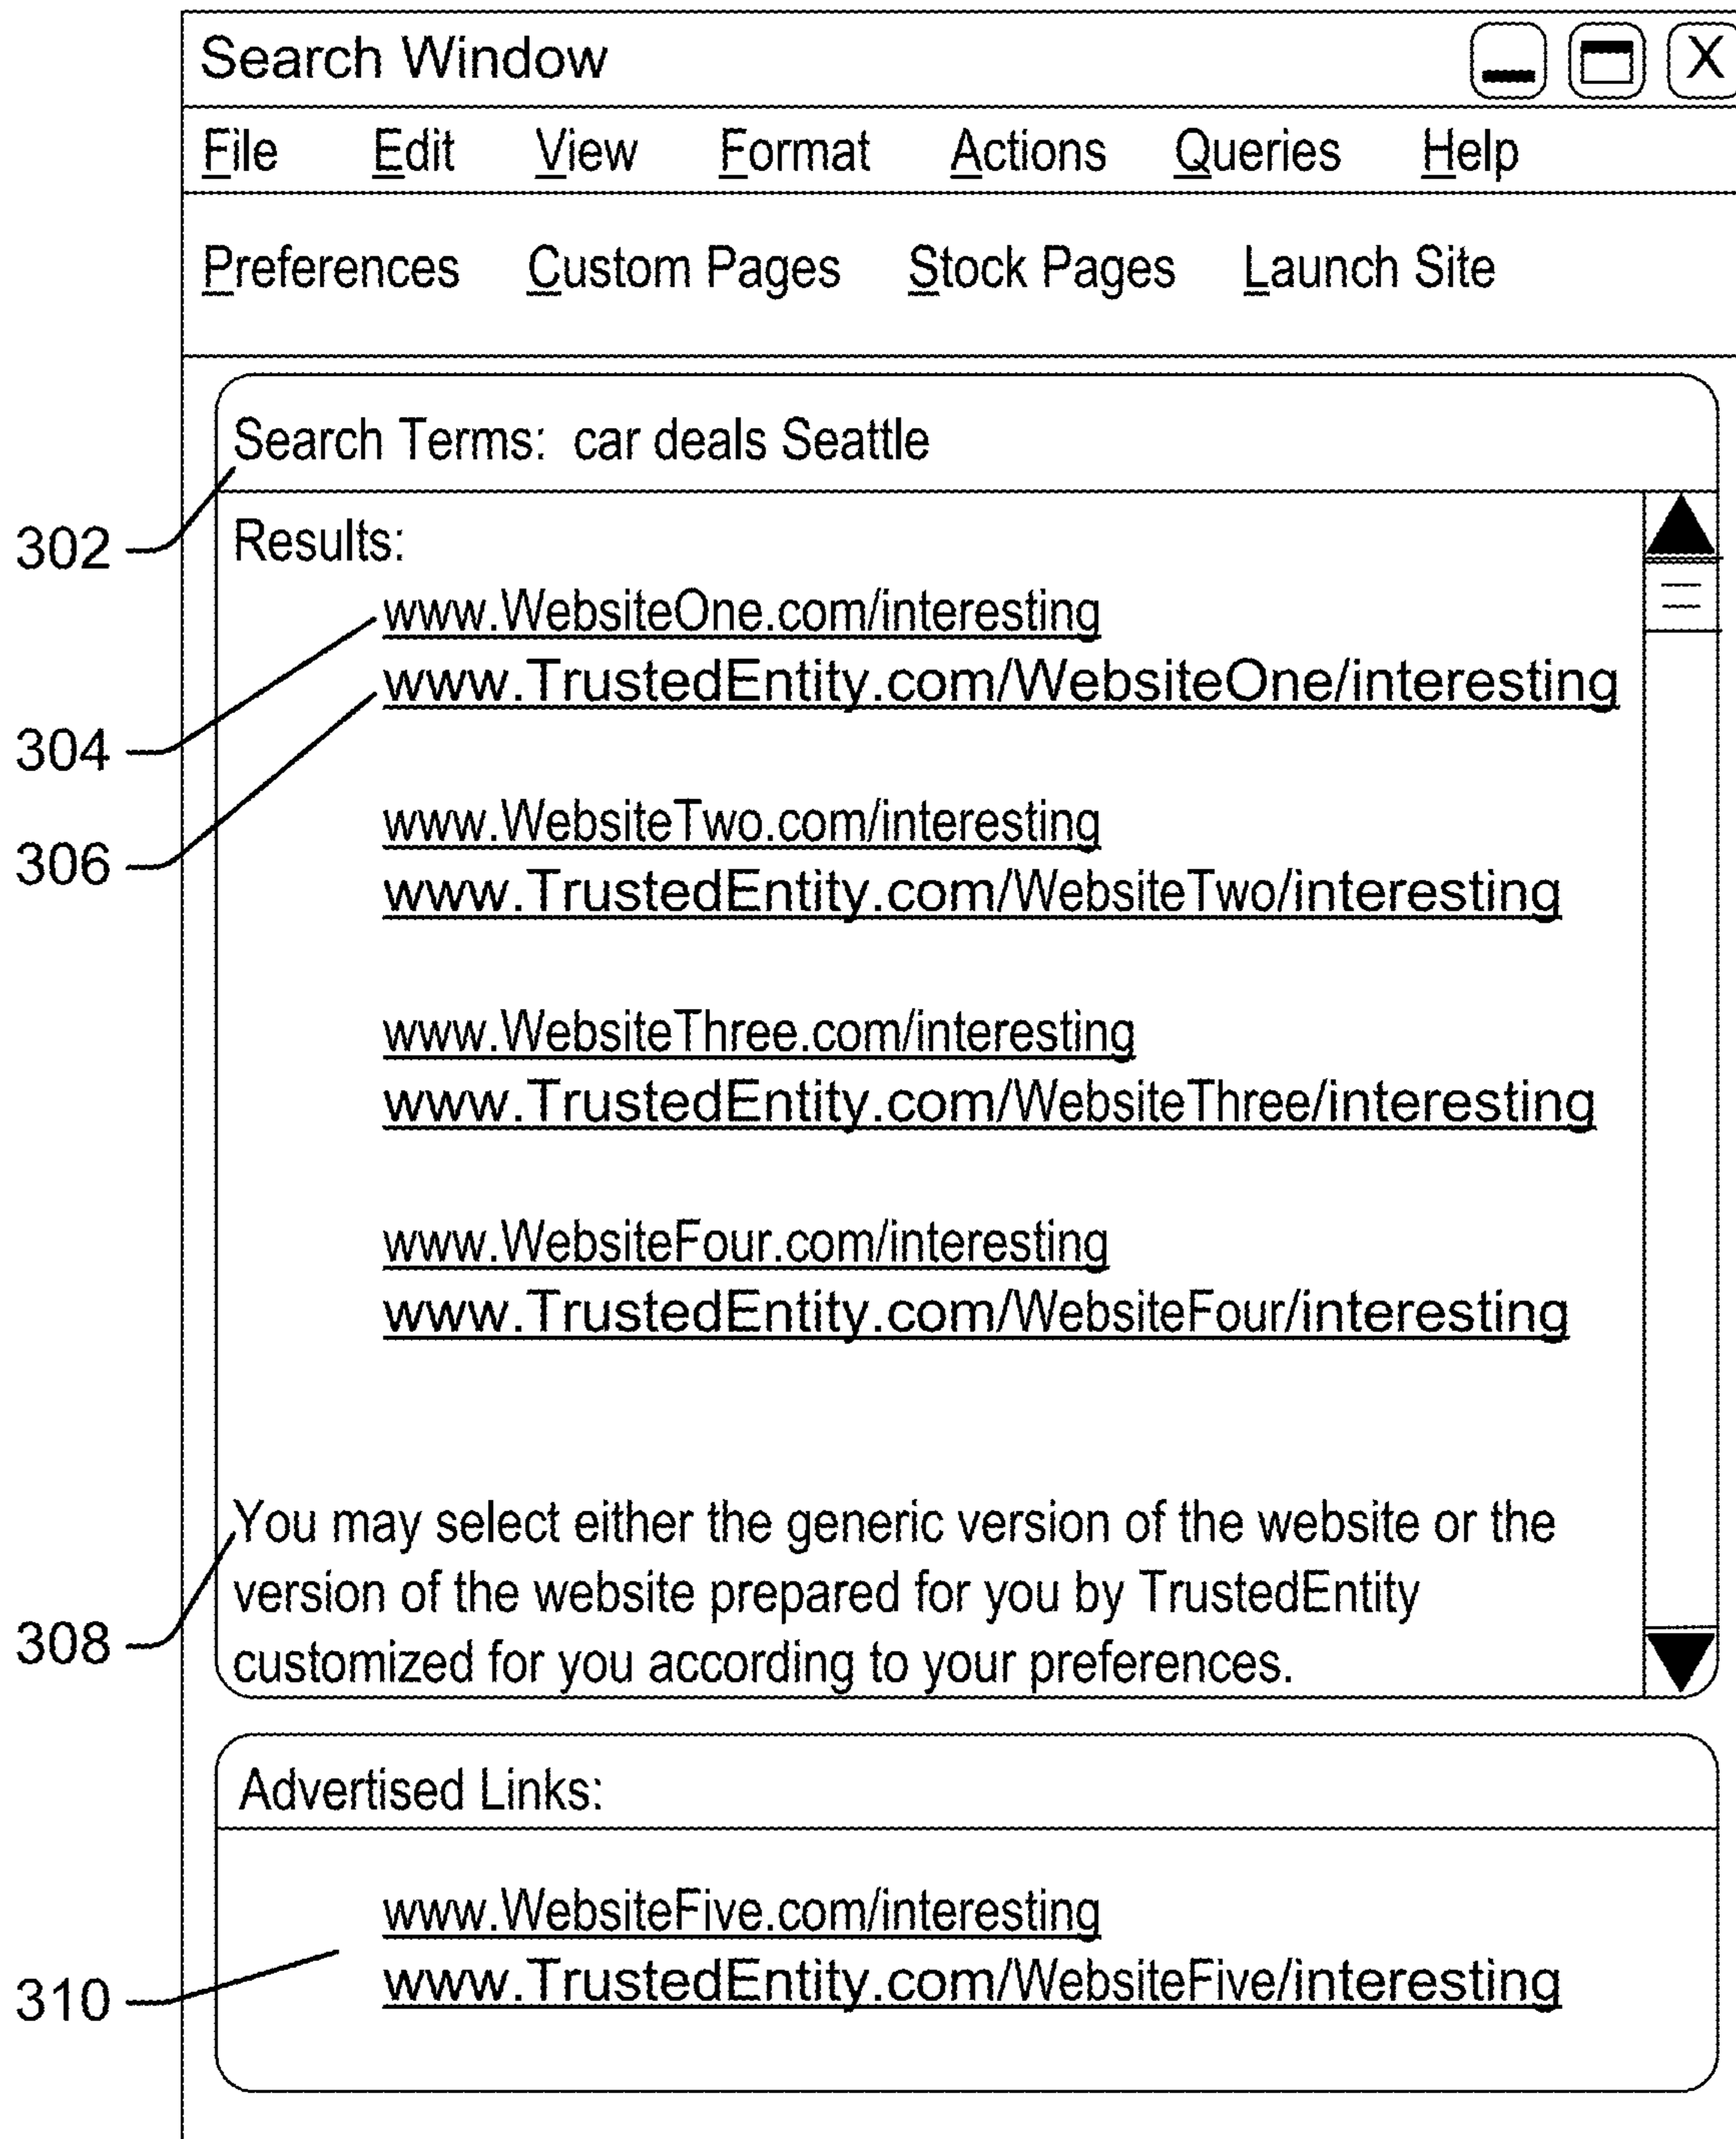 Search Window X
File Edit View Format Actions Queries Help
Preferences Custom Pages Stock Pages Launch Site
Search Terms: car deals Seattle
302
Results:
www.WebsiteOne.com/interesting
304
www.TrustedEntity.com/WebsiteOne/interesting
306
www.WebsiteTwo.com/interesting
www.TrustedEntity.com/WebsiteTwo/interesting
www.WebsiteThree.com/interesting
www.TrustedEntity.com/WebsiteThree/interesting
www.WebsiteFour.com/interesting
www.TrustedEntity.com/WebsiteFour/interesting
You may select either the generic version of the website or the
version of the website prepared for you by TrustedEntity
customized for you according to your preferences.
308
Advertised Links:
www.WebsiteFive.com/interesting
www.TrustedEntity.com/WebsiteFive/interesting
310